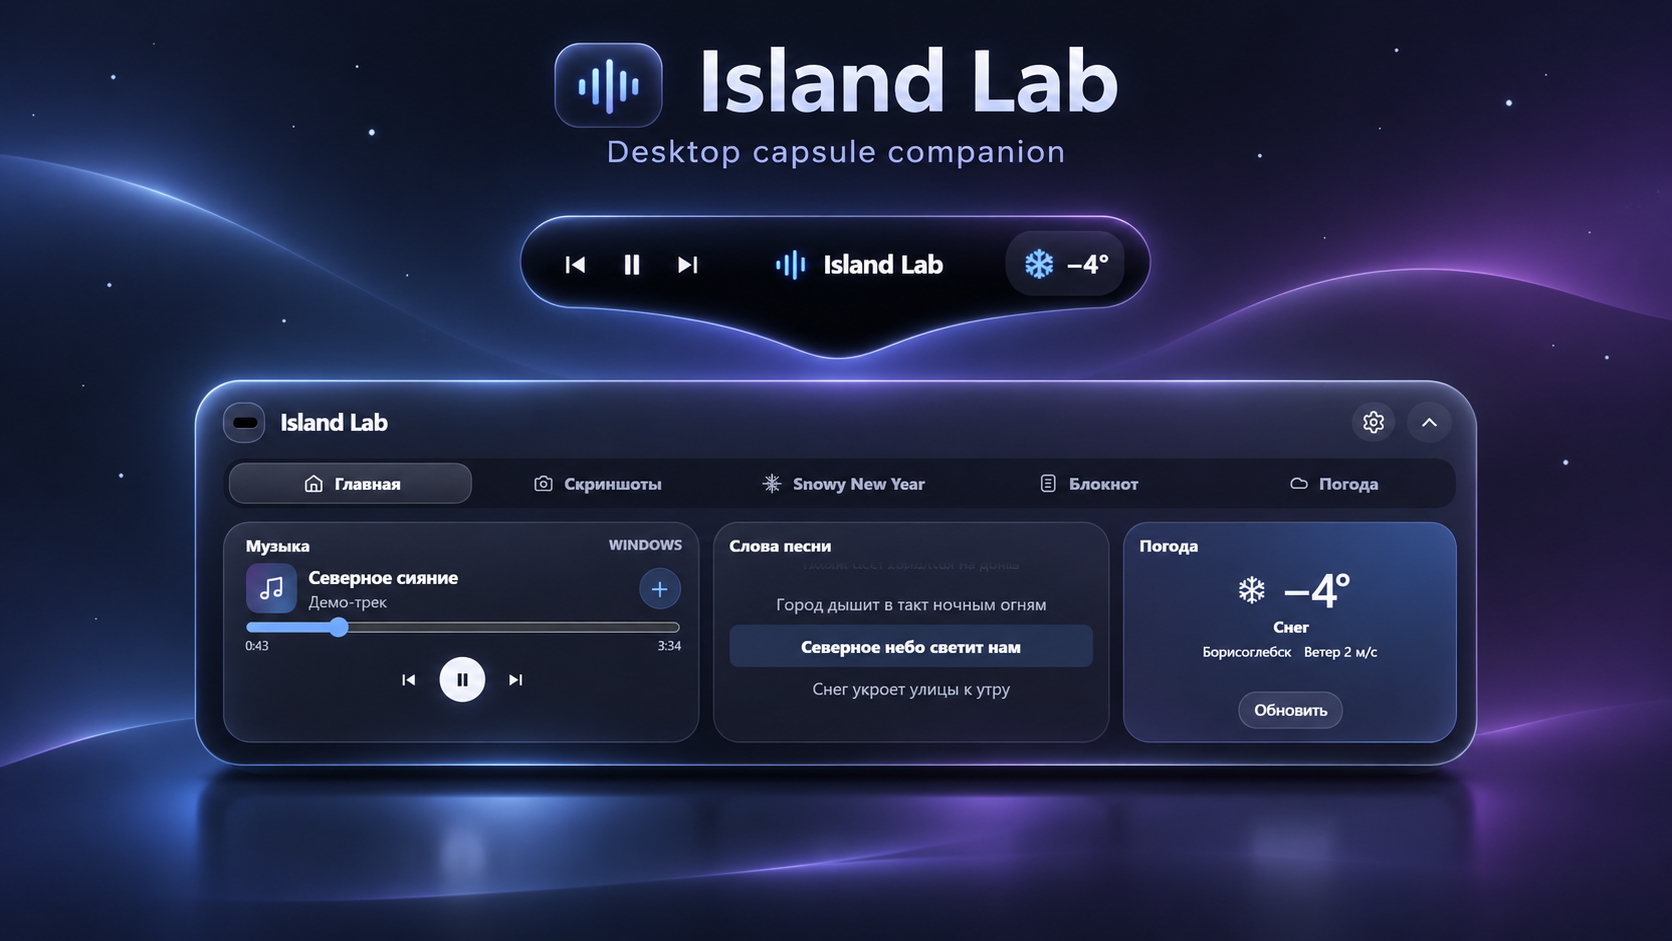 Island Lab
Desktop capsule companion
Island Lab
−4°
Island Lab
Главная
Скриншоты
Snowy New Year
Блокнот
Погода
Музыка
WINDOWS
Северное сияние
Демо-трек
0:43
3:34
Слова песни
Город дышит в такт ночным огням
Северное небо светит нам
Снег укроет улицы к утру
Погода
−4°
Снег
Борисоглебск Ветер 2 м/с
Обновить